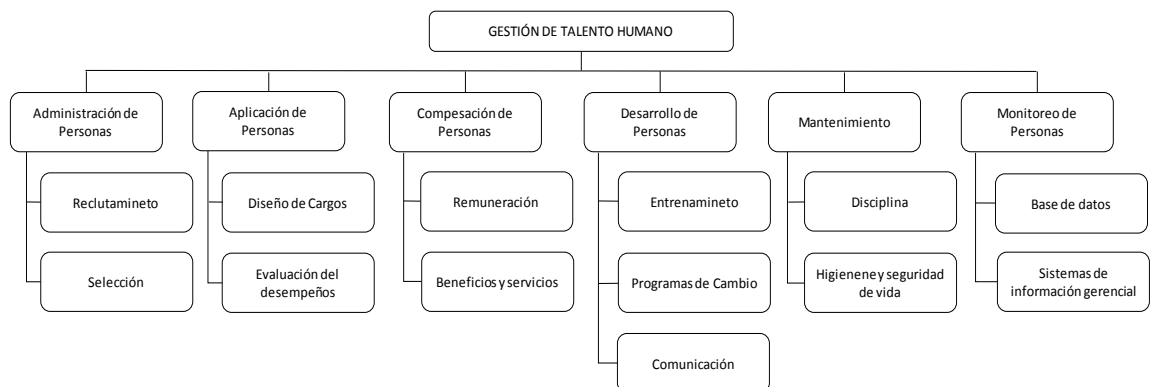 GESTIÓN DE TALENTO HUMANO
Administración de
Personas
Aplicación de
Personas
Compesación de
Personas
Desarrollo de
Personas
Mantenimiento
Monitoreo de
Personas
Reclutamineto
Diseño de Cargos
Remuneración
Entrenamineto
Disciplina
Base de datos
Selección
Evaluación del
desempeños
Beneficios y servicios
Programas de Cambio
Higienene y seguridad
de vida
Sistemas de
información gerencial
Comunicación